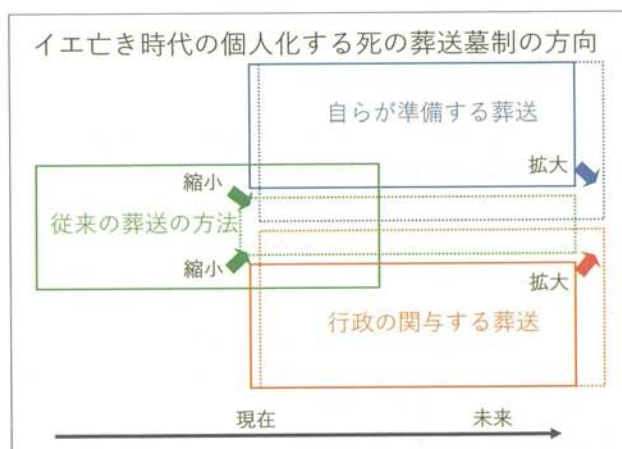 イエ亡き時代の個人化する死の葬送墓制の方向
自らが準備する葬送
拡大
縮小
従来の葬送の方法
縮小
拡大
行政の関与する葬送
現在
未来